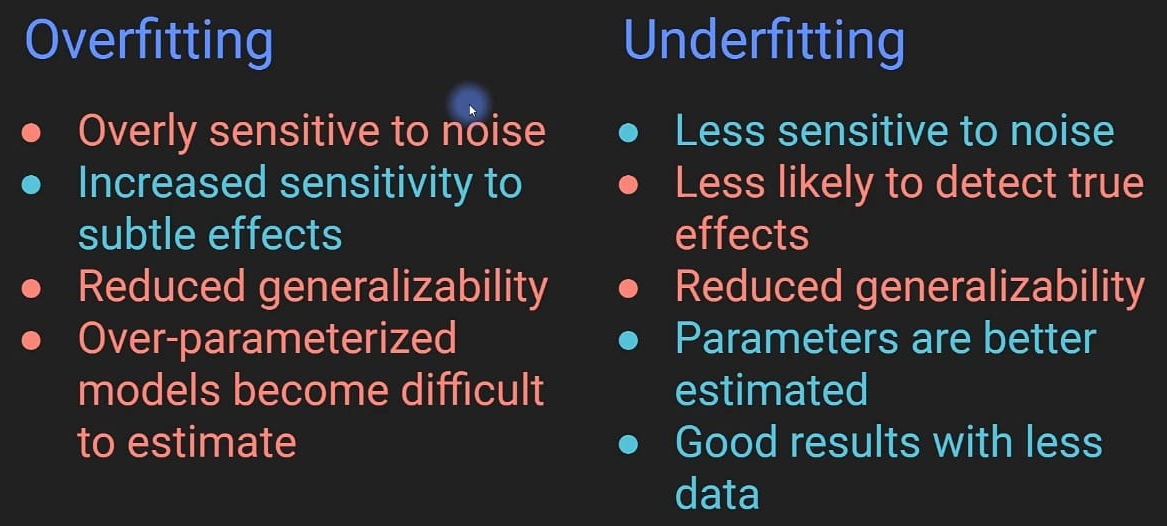 Overfitting
Overly sensitive to noise
Increased sensitivity to
subtle effects
Reduced generalizability
Over-parameterized
models become difficult
to estimate
Underfitting
Less sensitive to noise
Less likely to detect true
effects
Reduced generalizability
Parameters are better
estimated
Good results with less
data